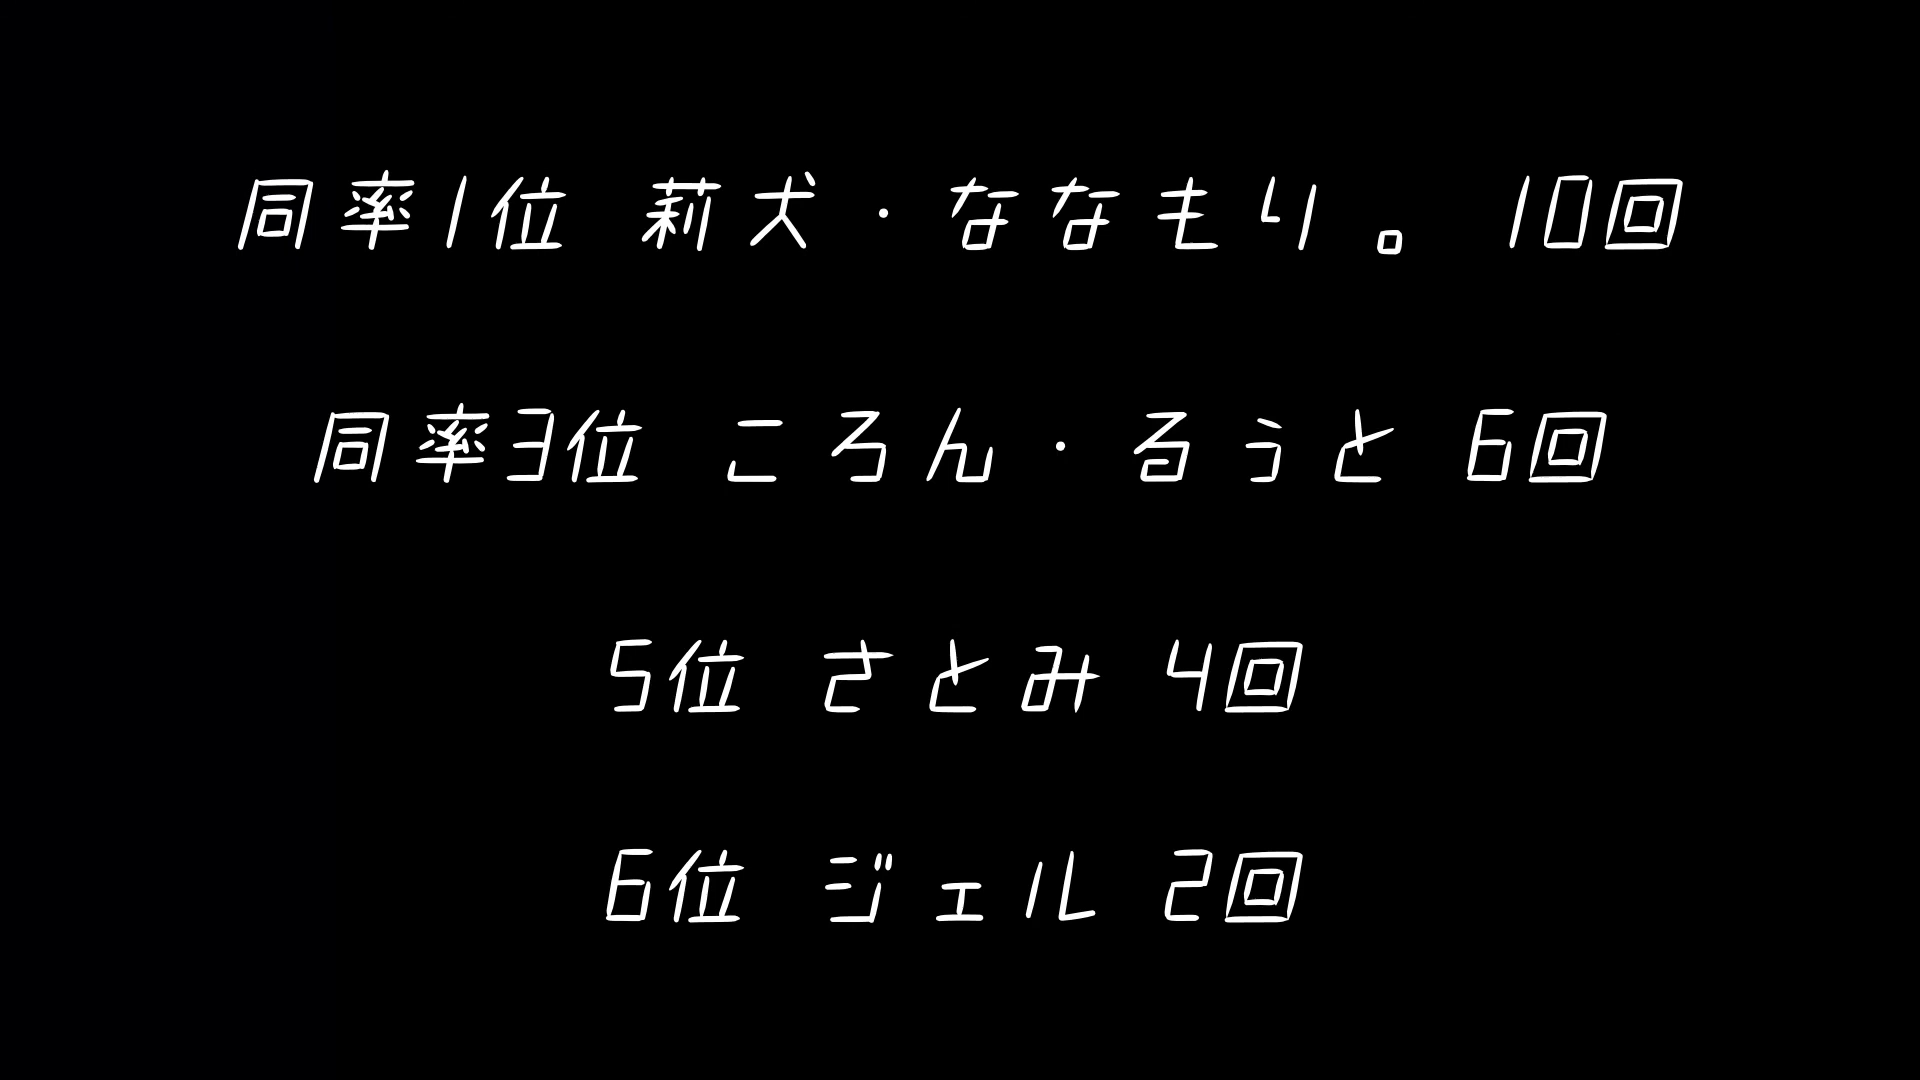 同率1位 莉犬・ななもり。 10回
同率3位 ころん・るぅと 6回
5位 さとみ 4回
6位 ジェル 2回